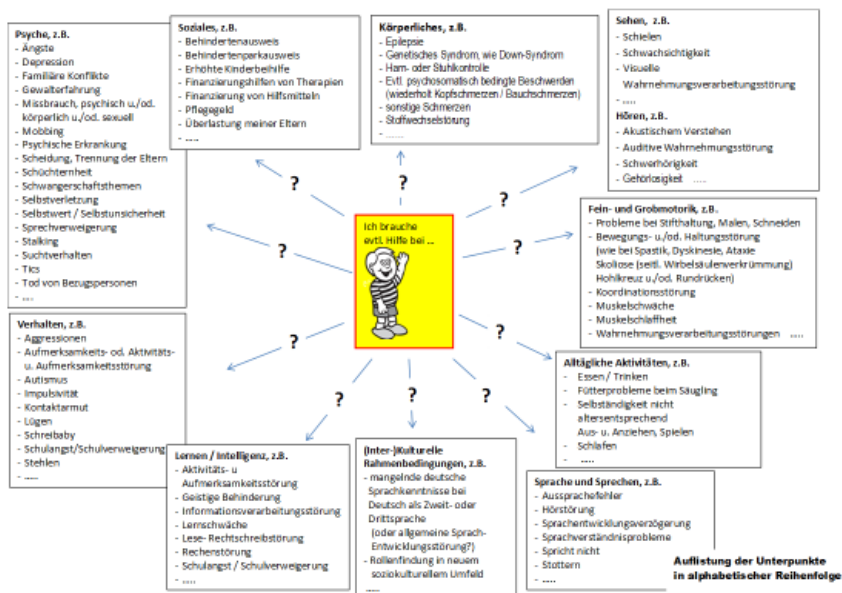 Psyche, z.B.
- Ängste
- Depression
- Familiäre Konflikte
- Gewalterfahrung
- Missbrauch, psychisch u./od.
körperlich u./od. sexuell
- Mobbing
- Psychische Erkrankung
- Scheidung, Trennung der Eltern
- Schüchternheit
- Schwangerschaftsthemen
- Selbstverletzung
- Selbstwert / Selbstunsicherheit
- Sprechverweigerung
- Stalking
- Suchtverhalten
- Tics
- Tod von Bezugspersonen
- ....
Soziales, z.B.
- Behindertenausweis
- Behindertenparkausweis
- Erhöhte Kinderbeihilfe
- Finanzierungshilfen von Therapien
- Finanzierung von Hilfsmitteln
- Pflegegeld
- Überlastung meiner Eltern
- .....
Körperliches, z.B.
- Epilepsie
- Genetisches Syndrom, wie Down-Syndrom
- Harn- oder Stuhlkontrolle
- Evtl. psychosomatisch bedingte Beschwerden
(wiederholt Kopfschmerzen / Bauchschmerzen)
- sonstige Schmerzen
- Stoffwechselstörung
- ......
Sehen, z.B.
- Schielen
- Schwachsichtigkeit
- Visuelle
Wahrnehmungsverarbeitungsstörung
- .....
Hören, z.B.
- Akustischem Verstehen
- Auditive Wahrnehmungsstörung
- Schwerhörigkeit
- Gehörlosigkeit ....
?
?
?
?
Ich brauche
evtl. Hilfe bei ...
?
Fein- und Grobmotorik, z.B.
- Probleme bei Stifthaltung, Malen, Schneiden
- Bewegungs- u./od. Haltungsstörung
(wie bei Spastik, Dyskinesie, Ataxie
Skoliose (seitl. Wirbelsäulenverkrümmung)
Hohlkreuz u./od. Rundrücken)
- Koordinationsstörung
- Muskelschwäche
- Muskelschlaffheit
- Wahrnehmungsverarbeitungsstörungen .....
Verhalten, z.B.
- Aggressionen
- Aufmerksamkeits- od. Aktivitäts-
u. Aufmerksamkeitsstörung
- Autismus
- Impulsivität
- Kontaktarmut
- Lügen
- Schreibaby
- Schulangst/Schulverweigerung
- Stehlen
- .....
?
?
?
?
?
Alltägliche Aktivitäten, z.B.
- Essen / Trinken
- Fütterprobleme beim Säugling
- Selbständigkeit nicht
altersentsprechend
Aus- u. Anziehen, Spielen
- Schlafen
- .....
Lernen / Intelligenz, z.B.
- Aktivitäts- u
Aufmerksamkeitsstörung
- Geistige Behinderung
- Informationsverarbeitungsstörung
- Lernschwäche
- Lese- Rechtschreibstörung
- Rechenstörung
- Schulangst / Schulverweigerung
- ....
(Inter-)Kulturelle
Rahmenbedingungen, z.B.
- mangelnde deutsche
Sprachkenntnisse bei
Deutsch als Zweit- oder
Drittsprache
(oder allgemeine Sprach-
Entwicklungsstörung?)
- Rollenfindung in neuem
soziokulturellem Umfeld
.....
Sprache und Sprechen, z.B.
- Aussprachefehler
- Hörstörung
- Sprachentwicklungsverzögerung
- Sprachverständnisprobleme
- Spricht nicht
- Stottern
- .....
Auflistung der Unterpunkte
in alphabetischer Reihenfolge